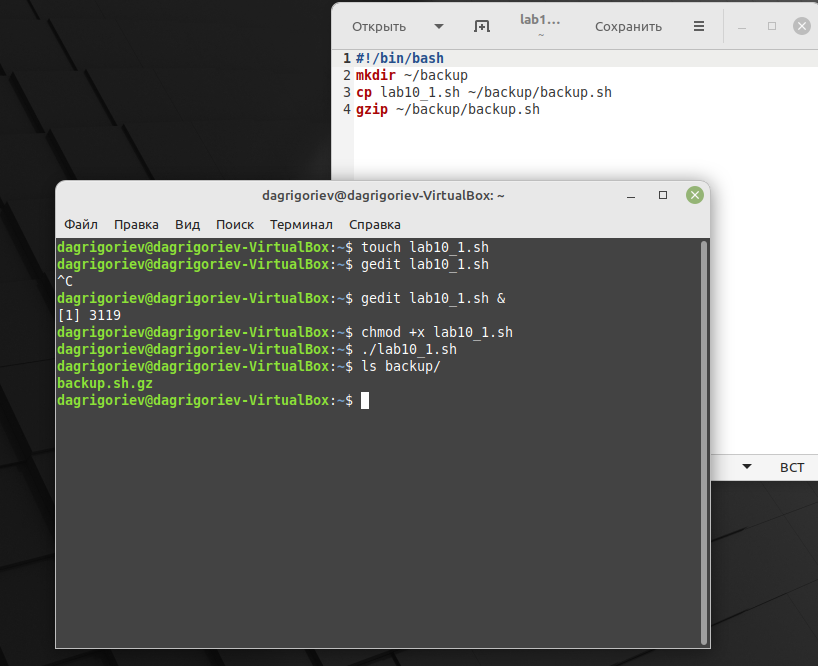 Открыть
lab1...
~
Сохранить
1 #!/bin/bash
2 mkdir ~/backup
3 cp lab10_1.sh ~/backup/backup.sh
4 gzip ~/backup/backup.sh
dagrigoriev@dagrigoriev-VirtualBox: ~
Файл Правка Вид Поиск Терминал Справка
dagrigoriev@dagrigoriev-VirtualBox:~$ touch lab10_1.sh
dagrigoriev@dagrigoriev-VirtualBox:~$ gedit lab10_1.sh
^C
dagrigoriev@dagrigoriev-VirtualBox:~$ gedit lab10_1.sh &
[1] 3119
dagrigoriev@dagrigoriev-VirtualBox:~$ chmod +x lab10_1.sh
dagrigoriev@dagrigoriev-VirtualBox:~$ ./lab10_1.sh
dagrigoriev@dagrigoriev-VirtualBox:~$ ls backup/
backup.sh.gz
dagrigoriev@dagrigoriev-VirtualBox:~$
ВСТ